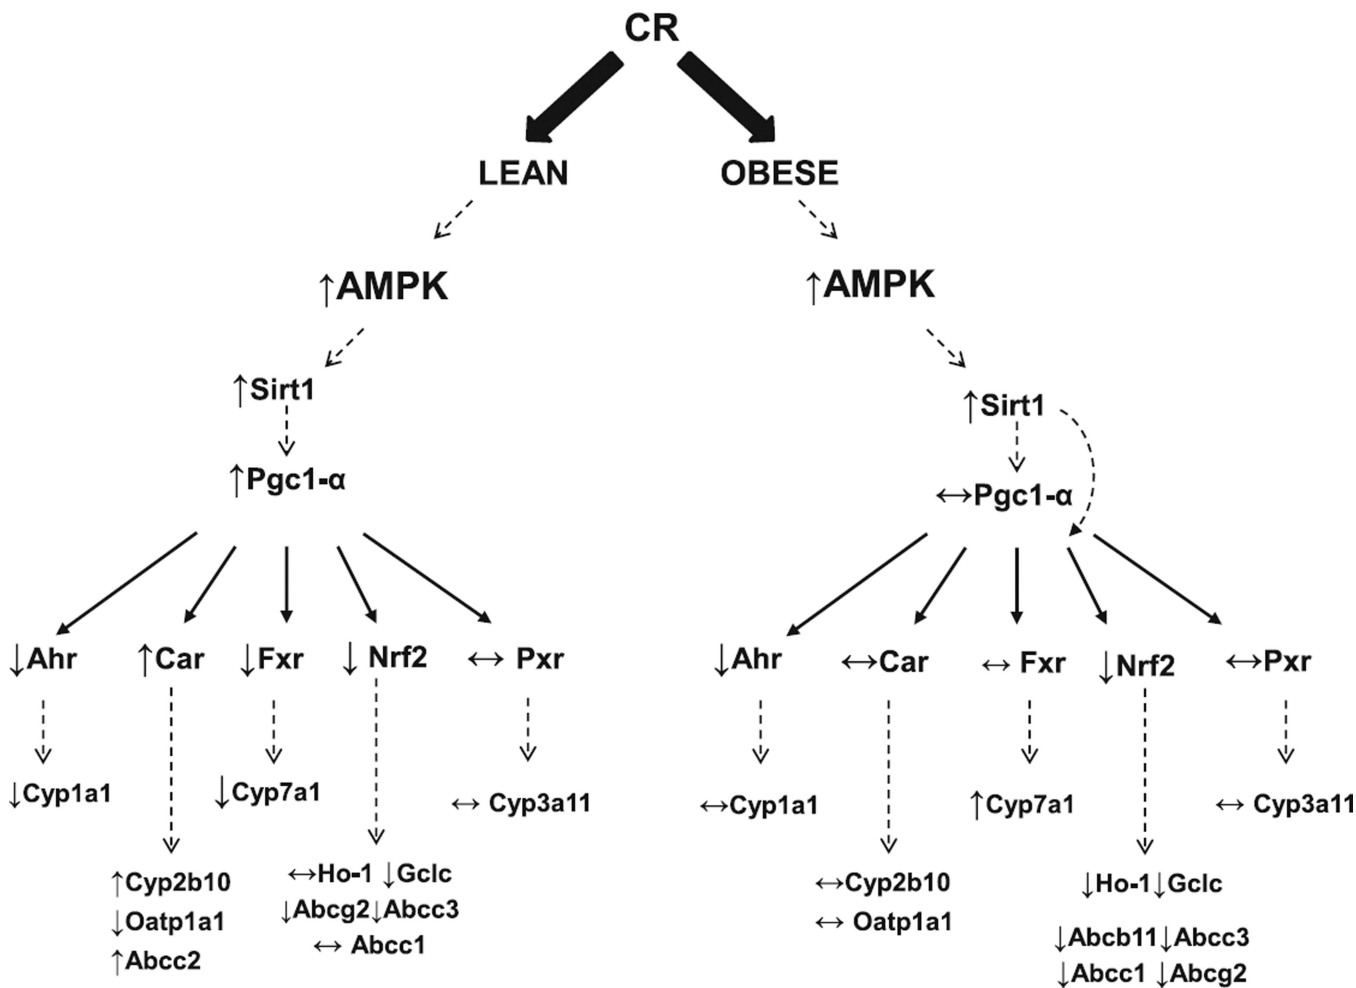 CR
LEAN OBESE
↑AMPK ↑AMPK
↑Sirt1 ↑Sirt1
↑Pgc1-α ↔Pgc1-α
↓Ahr ↑Car ↓Fxr ↓ Nrf2 ↔ Pxr ↓Ahr ↔Car ↔ Fxr ↓Nrf2 ↔Pxr
↓Cyp1a1 ↓Cyp7a1 ↔ Cyp3a11 ↔Cyp1a1 ↑Cyp7a1 ↔ Cyp3a11
↑Cyp2b10
↓Oatp1a1
↑Abcc2
↔Ho-1 ↓Gclc
↓Abcg2↓Abcc3
↔ Abcc1
↔Cyp2b10
↔ Oatp1a1
↓Ho-1↓Gclc
↓Abcb11↓Abcc3
↓Abcc1 ↓Abcg2